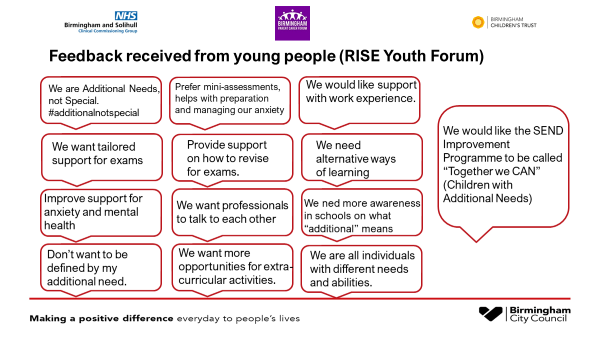 NHS
Birmingham and Solihull
Clinical Commissioning Group
BIRMINGHAM
PARENT CARER FORUM
BIRMINGHAM
CHILDREN'S TRUST
Feedback received from young people (RISE Youth Forum)
We are Additional Needs,
not Special.
#additionalnotspecial
Prefer mini-assessments,
helps with preparation
and managing our anxiety
We would like support
with work experience.
We would like the SEND
Improvement
Programme to be called
“Together we CAN”
(Children with
Additional Needs)
We want tailored
support for exams
Provide support
on how to revise
for exams.
We need
alternative ways
of learning
Improve support for
anxiety and mental
health
We want professionals
to talk to each other
We ned more awareness
in schools on what
“additional” means
Don’t want to be
defined by my
additional need.
We want more
opportunities for extra-
curricular activities.
We are all individuals
with different needs
and abilities.
Making a positive difference everyday to people's lives
Birmingham
City Council